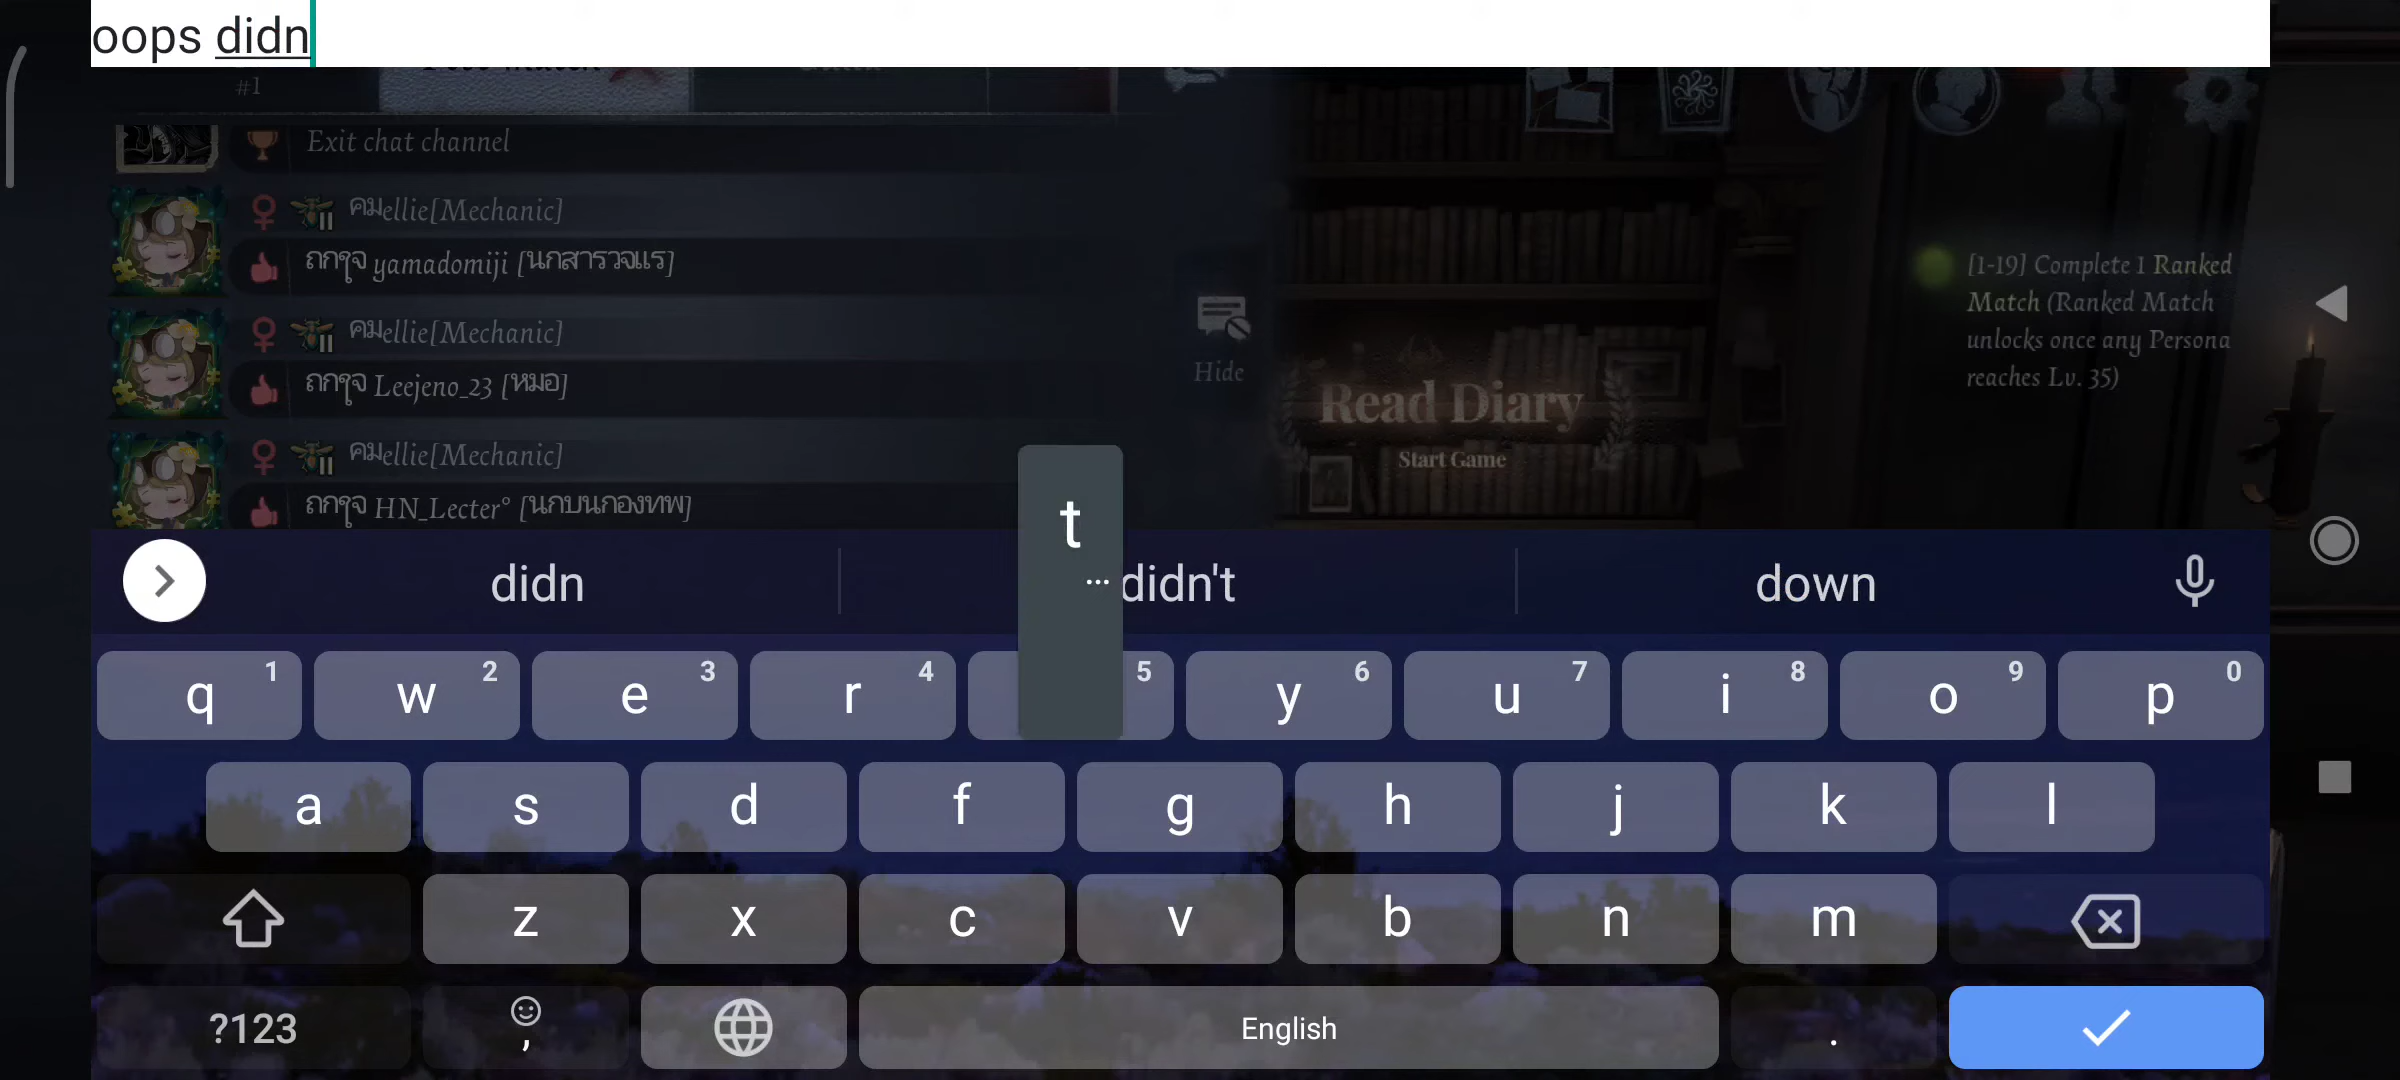 oops didn
#1
Exit chat channel
คมellie[Mechanic]
ถกใจ yamadomiji [นกสารวจแร]
คมellie[Mechanic]
ถกใจ Leejeno_23 [หมอ]
คมellie[Mechanic]
ถกใจ HN_Lecter° [นกบนกองทพ]
Hide
Read Diary
Start Game
[1-19] Complete 1 Ranked
Match (Ranked Match
unlocks once any Persona
reaches Lv. 35)
t
...
didn didn't down
q 1 w 2 e 3 r 4 5 y 6 u 7 i 8 o 9 p 0
a s d f g h j k l
z x c v b n m
?123 , English .